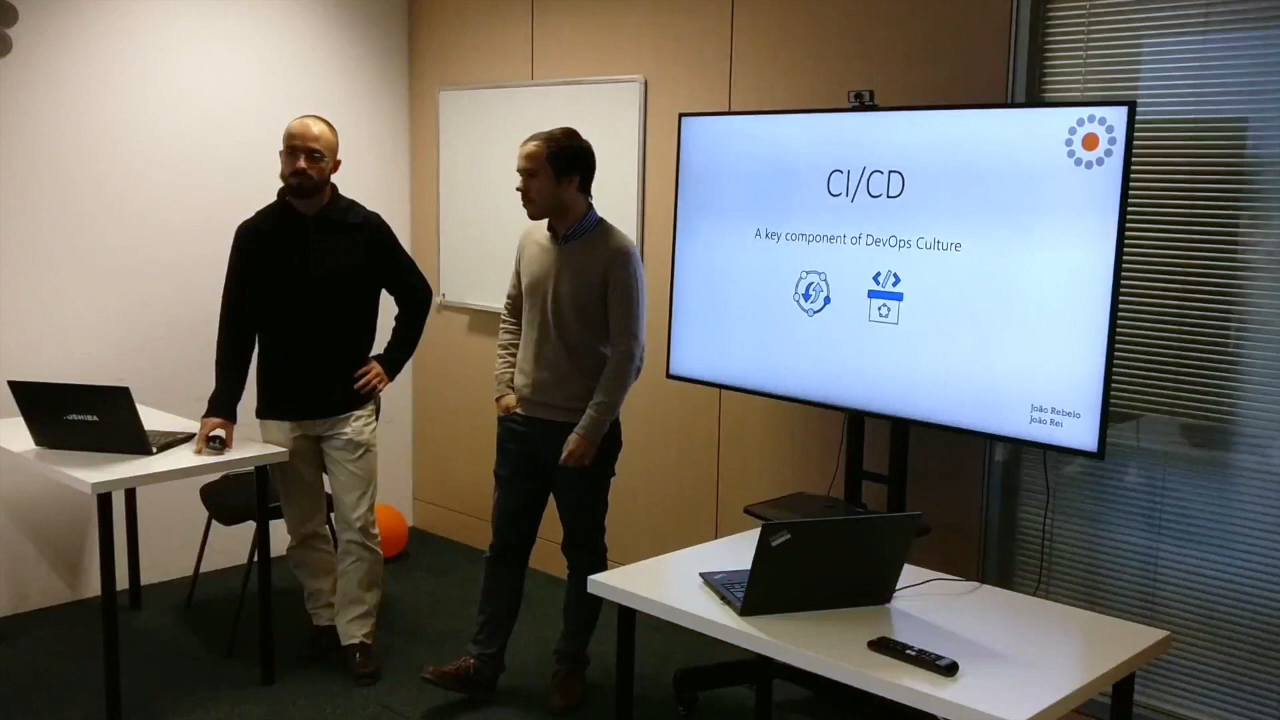 CI/CD
A key component of DevOps Culture
</>
João Rebelo
João Rei
TOSHIBA